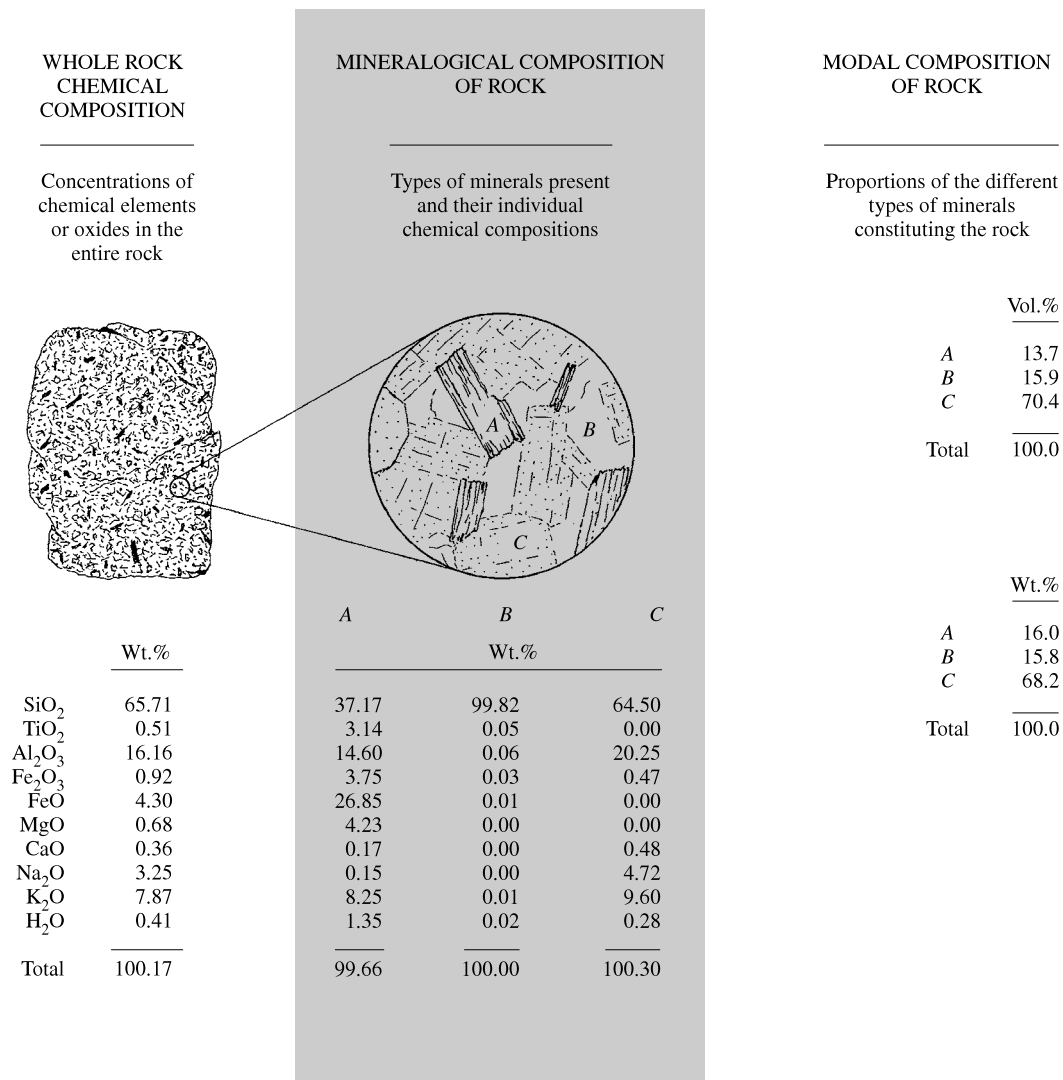 WHOLE ROCK
CHEMICAL
COMPOSITION
Concentrations of
chemical elements
or oxides in the
entire rock
MINERALOGICAL COMPOSITION
OF ROCK
Types of minerals present
and their individual
chemical compositions
MODAL COMPOSITION
OF ROCK
Proportions of the different
types of minerals
constituting the rock
Vol.%
A 13.7
B 15.9
C 70.4
Total 100.0
A
B
C
Wt.%
A 16.0
B 15.8
C 68.2
Total 100.0
A B C
Wt.% Wt.%
SiO2 65.71 37.17 99.82 64.50
TiO2 0.51 3.14 0.05 0.00
Al2O3 16.16 14.60 0.06 20.25
Fe2O3 0.92 3.75 0.03 0.47
FeO 4.30 26.85 0.01 0.00
MgO 0.68 4.23 0.00 0.00
CaO 0.36 0.17 0.00 0.48
Na2O 3.25 0.15 0.00 4.72
K2O 7.87 8.25 0.01 9.60
H2O 0.41 1.35 0.02 0.28
Total 100.17 99.66 100.00 100.30